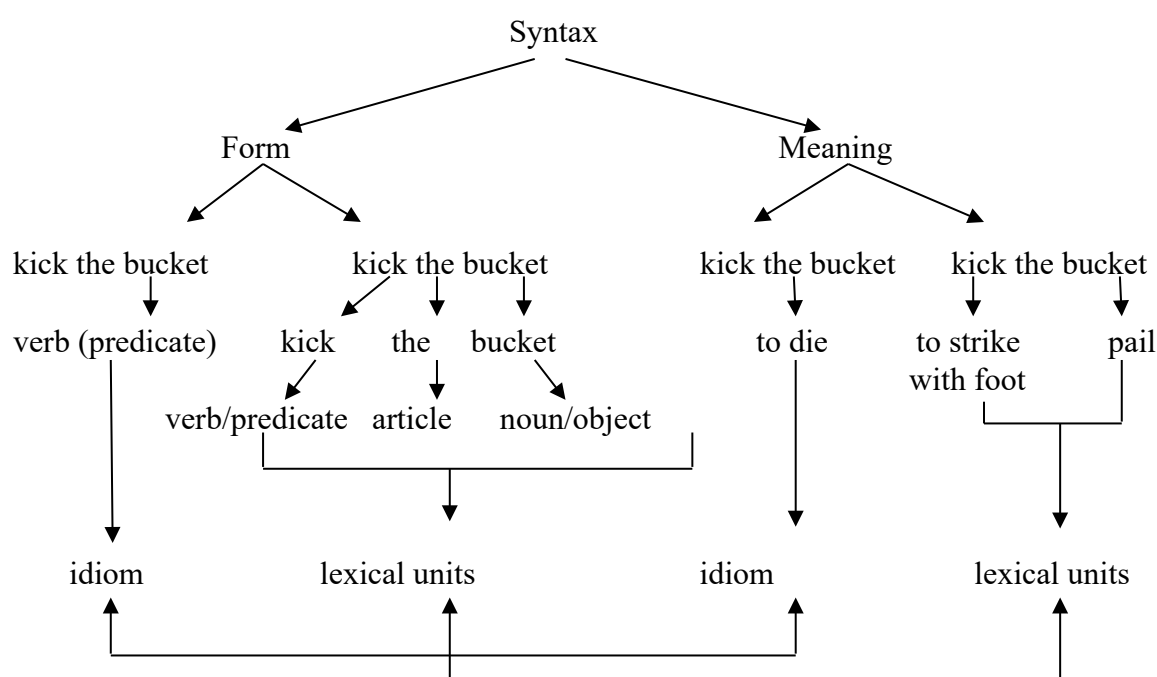 Syntax
Form Meaning
kick the bucket kick the bucket kick the bucket kick the bucket
verb (predicate) kick the bucket to die to strike pail
with foot
verb/predicate article noun/object
idiom lexical units idiom lexical units